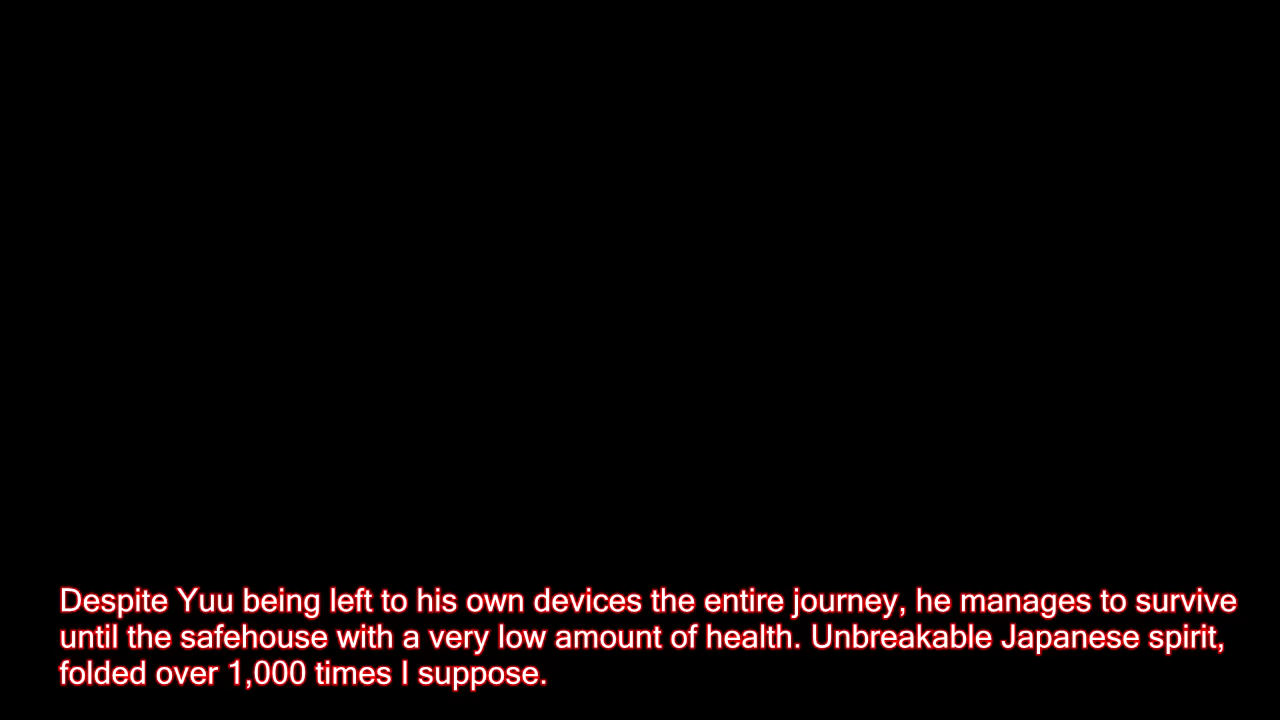 Despite Yuu being left to his own devices the entire journey, he manages to survive
until the safehouse with a very low amount of health. Unbreakable Japanese spirit,
folded over 1,000 times I suppose.